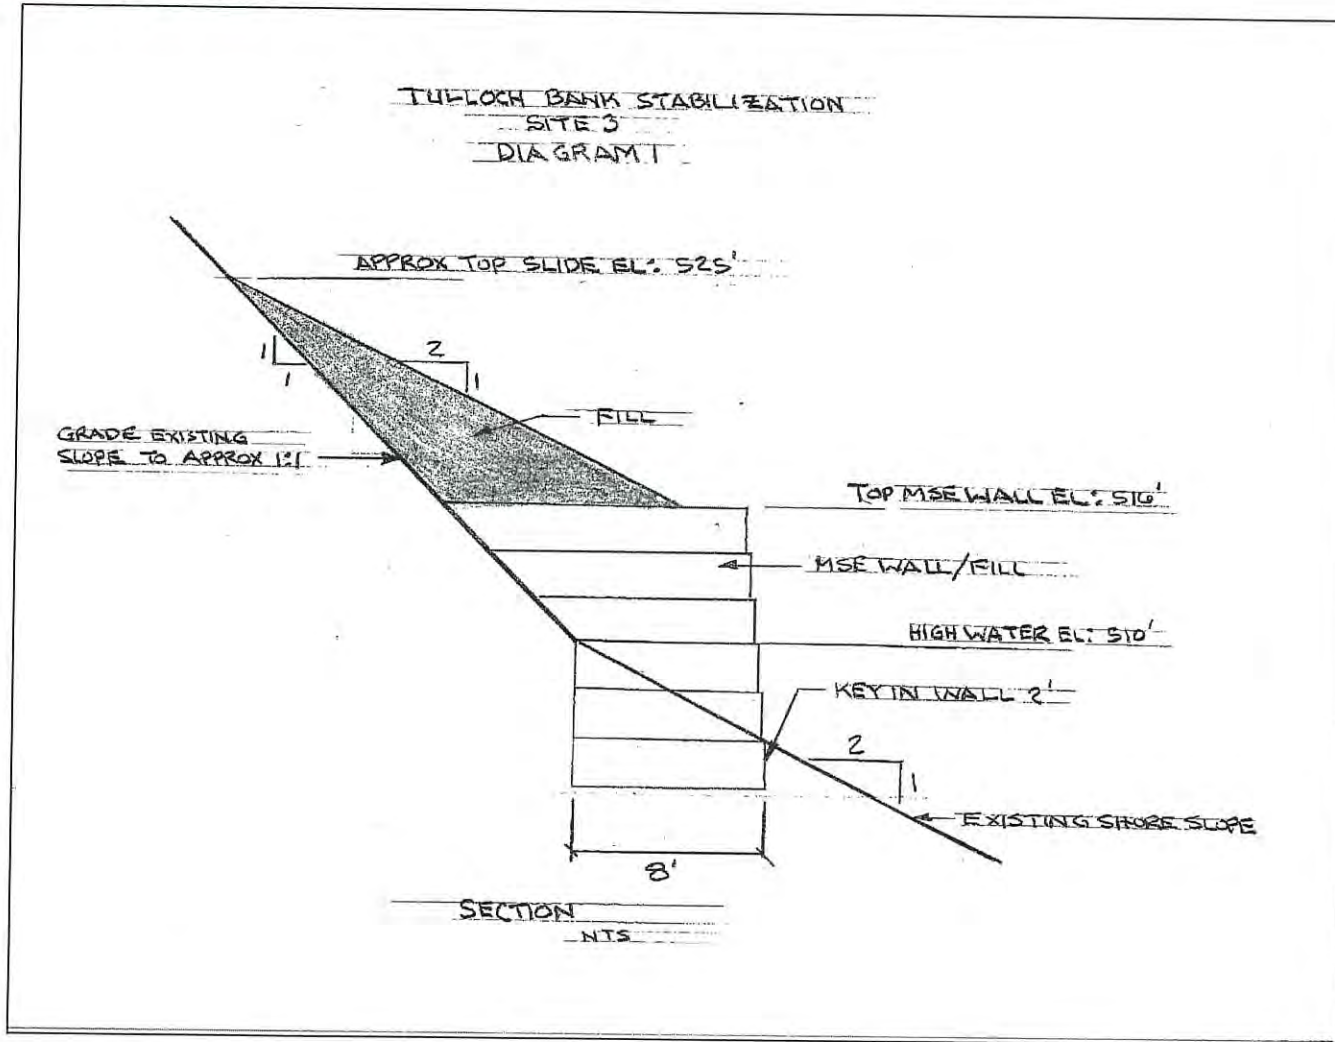 TULLOCH BANK STABILIZATION
SITE 3
DIAGRAM 1
APPROX TOP SLIDE EL: 525'
1
1
2
1
FILL
GRADE EXISTING
SLOPE TO APPROX 1:1
TOP MSE WALL EL: 516'
MSE WALL/FILL
HIGH WATER EL: 510'
KEY IN WALL 2'
2
1
EXISTING SHORE SLOPE
8'
SECTION
NTS